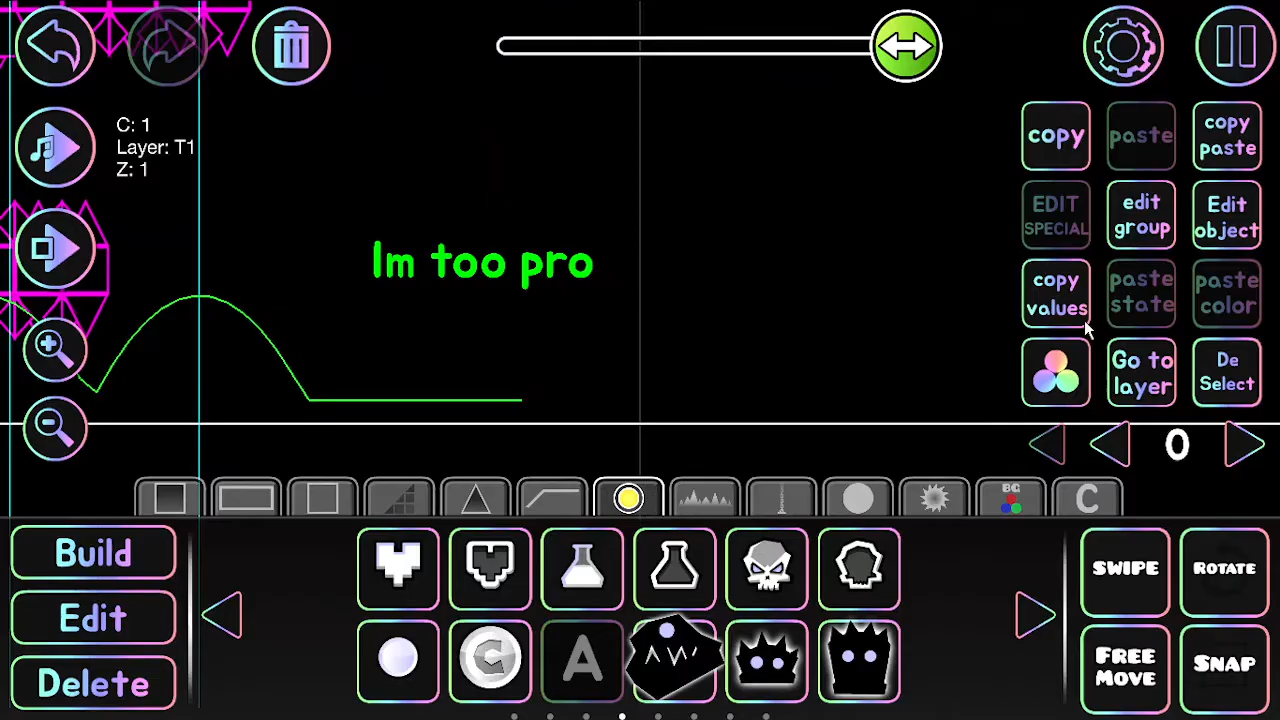 C: 1
Layer: T1
Z: 1
Im too pro
copy
paste
copy
paste
EDIT
SPECIAL
edit
group
Edit
object
copy
values
paste
state
paste
color
Go to
layer
De
Select
0
BG
C
Build
Edit
Delete
C
A
SWIPE
ROTATE
FREE
MOVE
SNAP